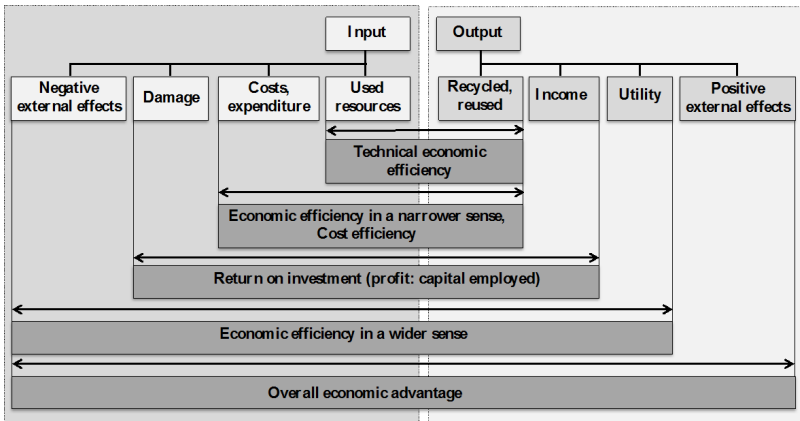 Input
Output
Negative
external effects
Damage
Costs,
expenditure
Used
resources
Recycled,
reused
Income
Utility
Positive
external effects
Technical economic
efficiency
Economic efficiency in a narrower sense,
Cost efficiency
Return on investment (profit: capital employed)
Economic efficiency in a wider sense
Overall economic advantage